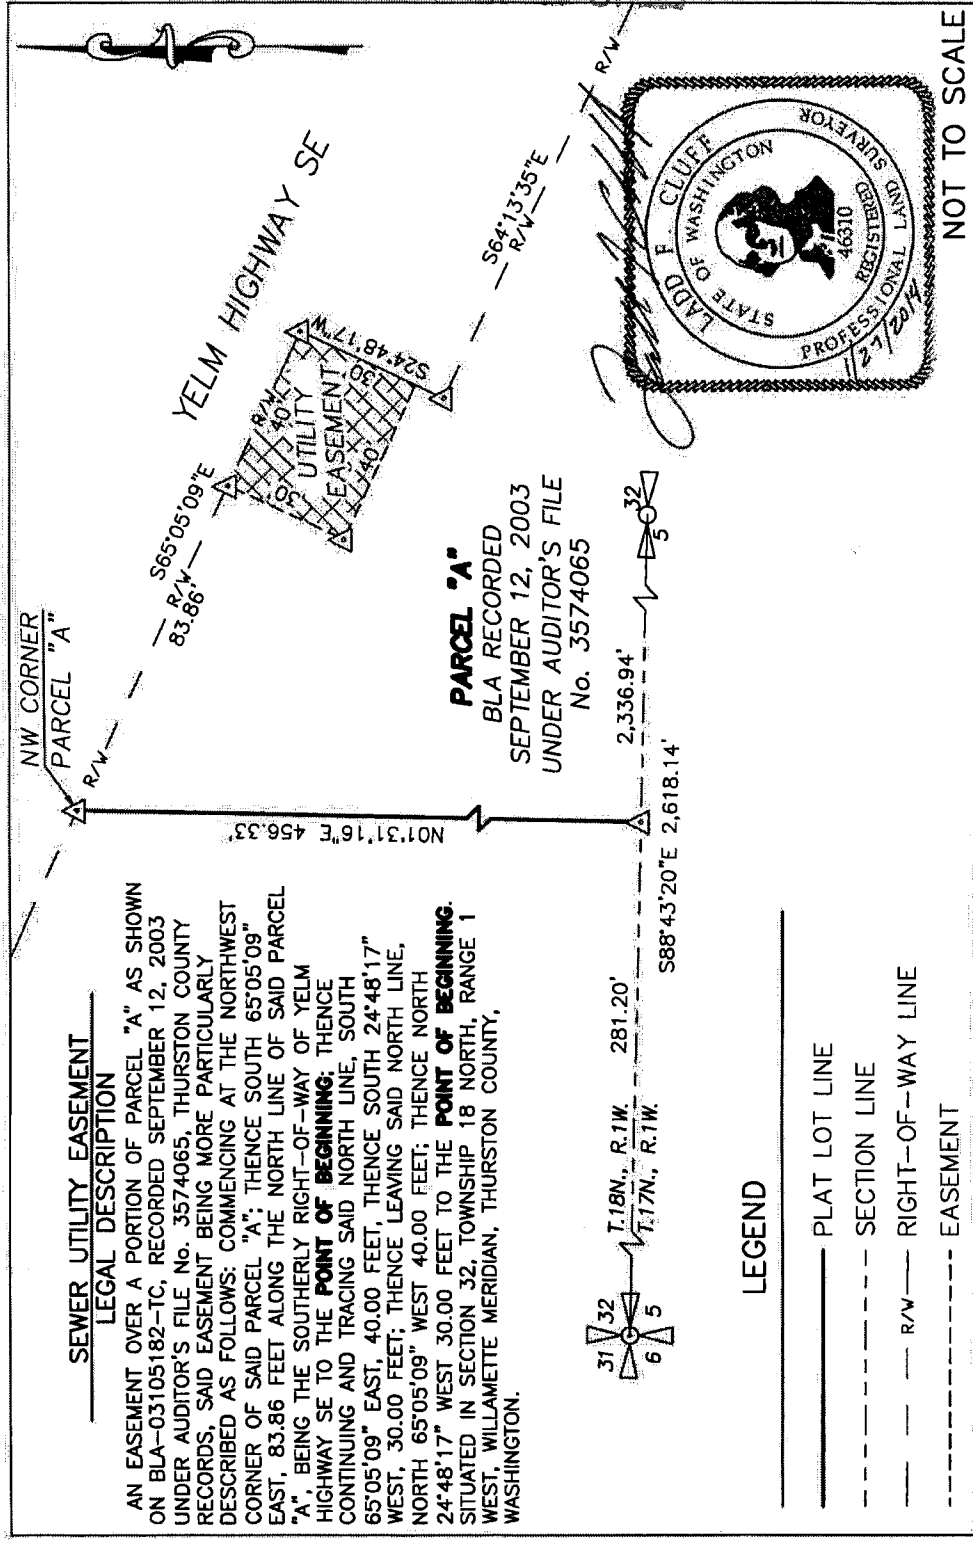 SEWER UTILITY EASEMENT
LEGAL DESCRIPTION
AN EASEMENT OVER A PORTION OF PARCEL "A" AS SHOWN
ON BLA-03105182-TC, RECORDED SEPTEMBER 12, 2003
UNDER AUDITOR'S FILE No. 3574065, THURSTON COUNTY
RECORDS, SAID EASEMENT BEING MORE PARTICULARLY
DESCRIBED AS FOLLOWS: COMMENCING AT THE NORTHWEST
CORNER OF SAID PARCEL "A"; THENCE SOUTH 65°05'09"
EAST, 83.86 FEET ALONG THE NORTH LINE OF SAID PARCEL
"A", BEING THE SOUTHERLY RIGHT-OF-WAY OF YELM
HIGHWAY SE TO THE POINT OF BEGINNING; THENCE
CONTINUING AND TRACING SAID NORTH LINE, SOUTH
65°05'09" EAST, 40.00 FEET, THENCE SOUTH 24°48'17"
WEST, 30.00 FEET; THENCE LEAVING SAID NORTH LINE,
NORTH 65°05'09" WEST 40.00 FEET; THENCE NORTH
24°48'17" WEST 30.00 FEET TO THE POINT OF BEGINNING.
SITUATED IN SECTION 32, TOWNSHIP 18 NORTH, RANGE 1
WEST, WILLAMETTE MERIDIAN, THURSTON COUNTY,
WASHINGTON.
NW CORNER
PARCEL "A"
R/W
S65°05'09"E
R/W
83.86'
YELM HIGHWAY SE
R/W
40'
30'
UTILITY
EASEMENT
30'
40'
S24°48'17"W
S64°13'35"E
R/W
R/W
N01°31'16"E 456.33'
PARCEL "A"
BLA RECORDED
SEPTEMBER 12, 2003
UNDER AUDITOR'S FILE
No. 3574065
31 32
6 5
T.18N, R.1W.
T.17N, R.1W.
281.20'
2,336.94'
S88°43'20"E 2,618.14'
32
5
LEGEND
PLAT LOT LINE
SECTION LINE
R/W RIGHT-OF-WAY LINE
EASEMENT
LADD F. CLUFF
STATE OF WASHINGTON
46310
REGISTERED
PROFESSIONAL LAND SURVEYOR
1/27/2014
NOT TO SCALE